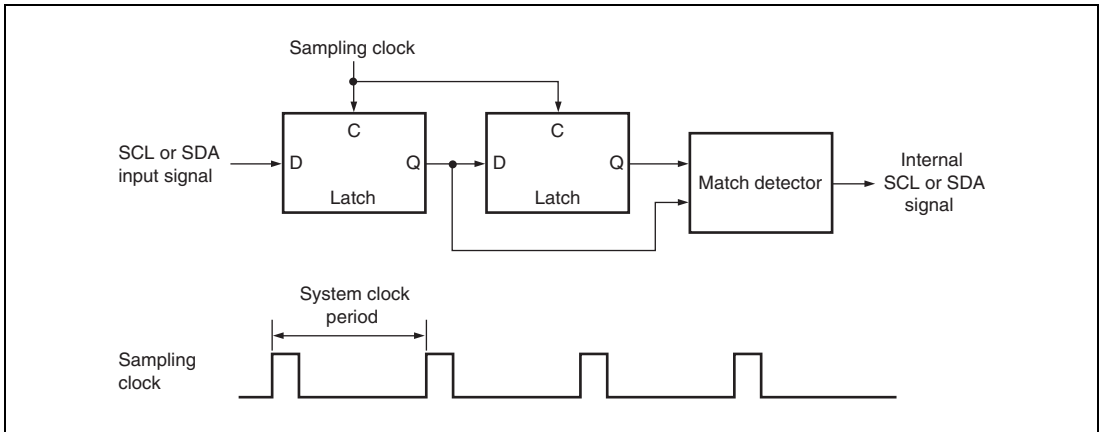 Sampling clock
SCL or SDA
input signal
C
D
Q
Latch
C
D
Q
Latch
Match detector
Internal
SCL or SDA
signal
System clock
period
Sampling
clock